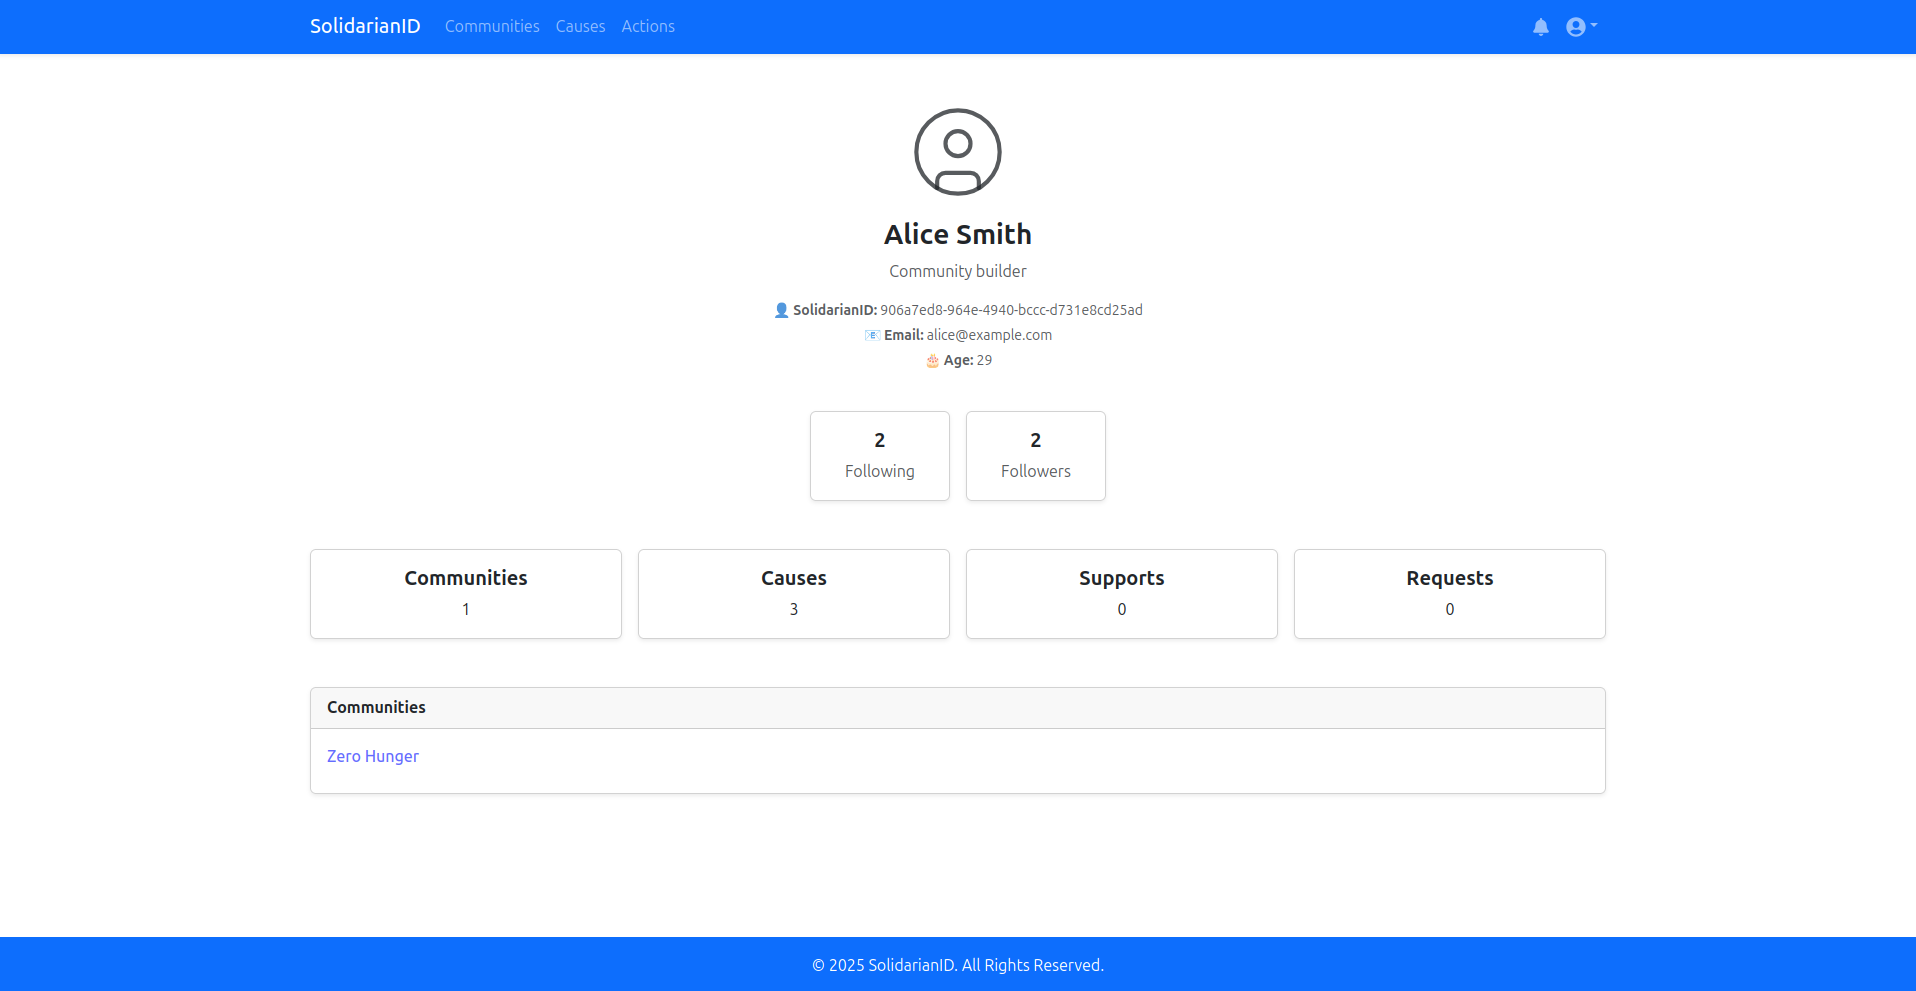 SolidarianID Communities Causes Actions
Alice Smith
Community builder
👤 SolidarianID: 906a7ed8-964e-4940-bccc-d731e8cd25ad
📧 Email: alice@example.com
🎂 Age: 29
2 2
Following Followers
Communities Causes Supports Requests
1 3 0 0
Communities
Zero Hunger
© 2025 SolidarianID. All Rights Reserved.